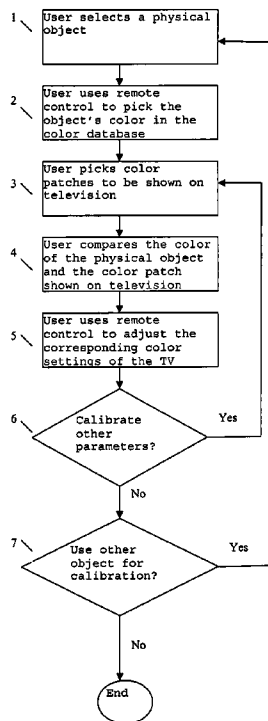 1
User selects a physical
object
2
User uses remote
control to pick the
object's color in the
color database
3
User picks color
patches to be shown on
television
4
User compares the color
of the physical object
and the color patch
shown on television
5
User uses remote
control to adjust the
corresponding color
settings of the TV
6
Calibrate
other
parameters?
Yes
No
7
Use other
object for
calibration?
Yes
No
End